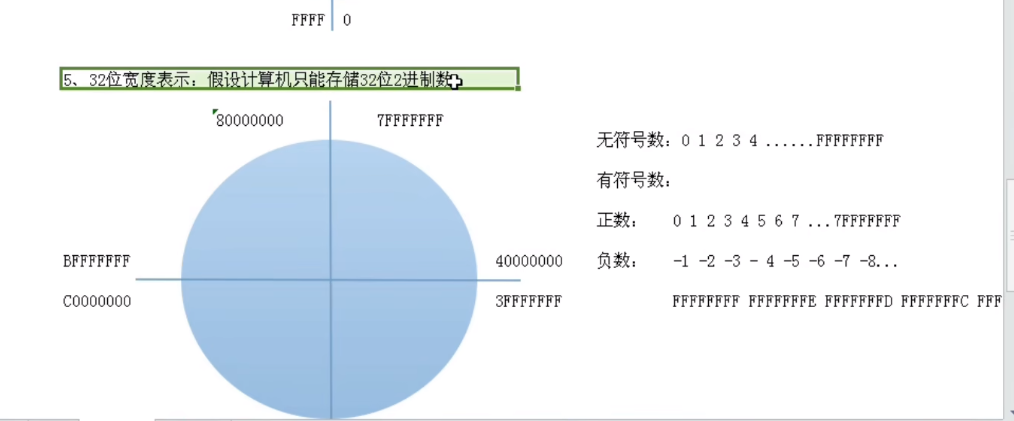 FFFF 0
5、32位宽度表示：假设计算机只能存储32位2进制数
80000000 7FFFFFFF
无符号数：0 1 2 3 4 ......FFFFFFFF
有符号数：
正数： 0 1 2 3 4 5 6 7 ...7FFFFFFF
BFFFFFFF 40000000 负数： -1 -2 -3 - 4 -5 -6 -7 -8...
C0000000 3FFFFFFF FFFFFFFF FFFFFFFE FFFFFFFD FFFFFFFC FFF